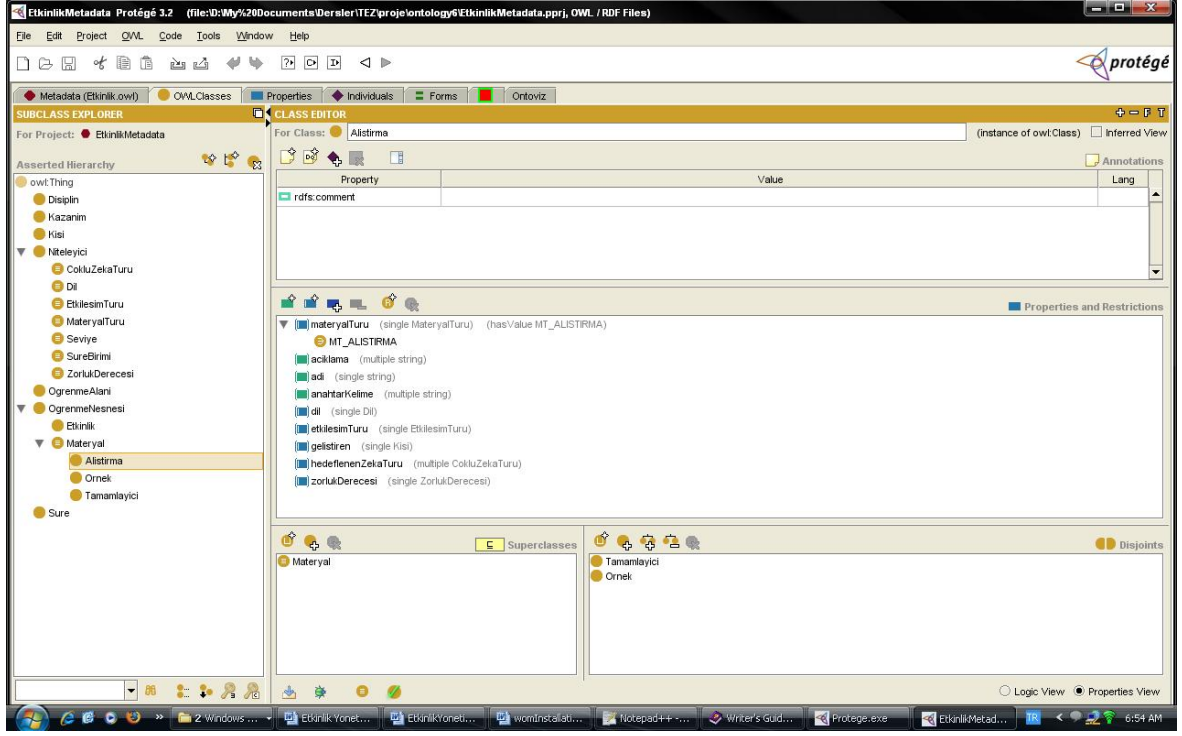 EtkinlikMetadata Protégé 3.2 (file:\D:\My%20Documents\Dersler\TEZ\proje\ontology6\EtkinlikMetadata.pprj, OWL / RDF Files)
File Edit Project OWL Code Tools Window Help
protégé
Metadata (Etkinlik.owl) OWLClasses Properties Individuals Forms Ontoviz
SUBCLASS EXPLORER
For Project: EtkinlikMetadata
Asserted Hierarchy
owl:Thing
Disiplin
Kazanim
Kisi
Niteleyici
CokluZekaTuru
Dil
EtkilesimTuru
MateryalTuru
Seviye
SureBirimi
ZorlukDerecesi
OgrenmeAlani
OgrenmeNesnesi
Etkinlik
Materyal
Alistirma
Ornek
Tamamlayici
Sure
CLASS EDITOR
For Class: Alistirma (instance of owl:Class) Inferred View
Annotations
Property Value Lang
rdfs:comment
Properties and Restrictions
materyalTuru (single MateryalTuru) (hasValue MT_ALISTIRMA)
MT_ALISTIRMA
aciklama (multiple string)
adi (single string)
anahtarKelime (multiple string)
dil (single Dil)
etkilesimTuru (single EtkilesimTuru)
gelistiren (single Kisi)
hedeflenenZekaTuru (multiple CokluZekaTuru)
zorlukDerecesi (single ZorlukDerecesi)
Superclasses
Materyal
Disjoints
Tamamlayici
Ornek
Logic View Properties View
2 Windows ... Etkinlik Yonet... EtkinlikYoneti... womInstallati... Notepad++ -... Writer's Guid... Protege.exe EtkinlikMetad... TR 6:54 AM